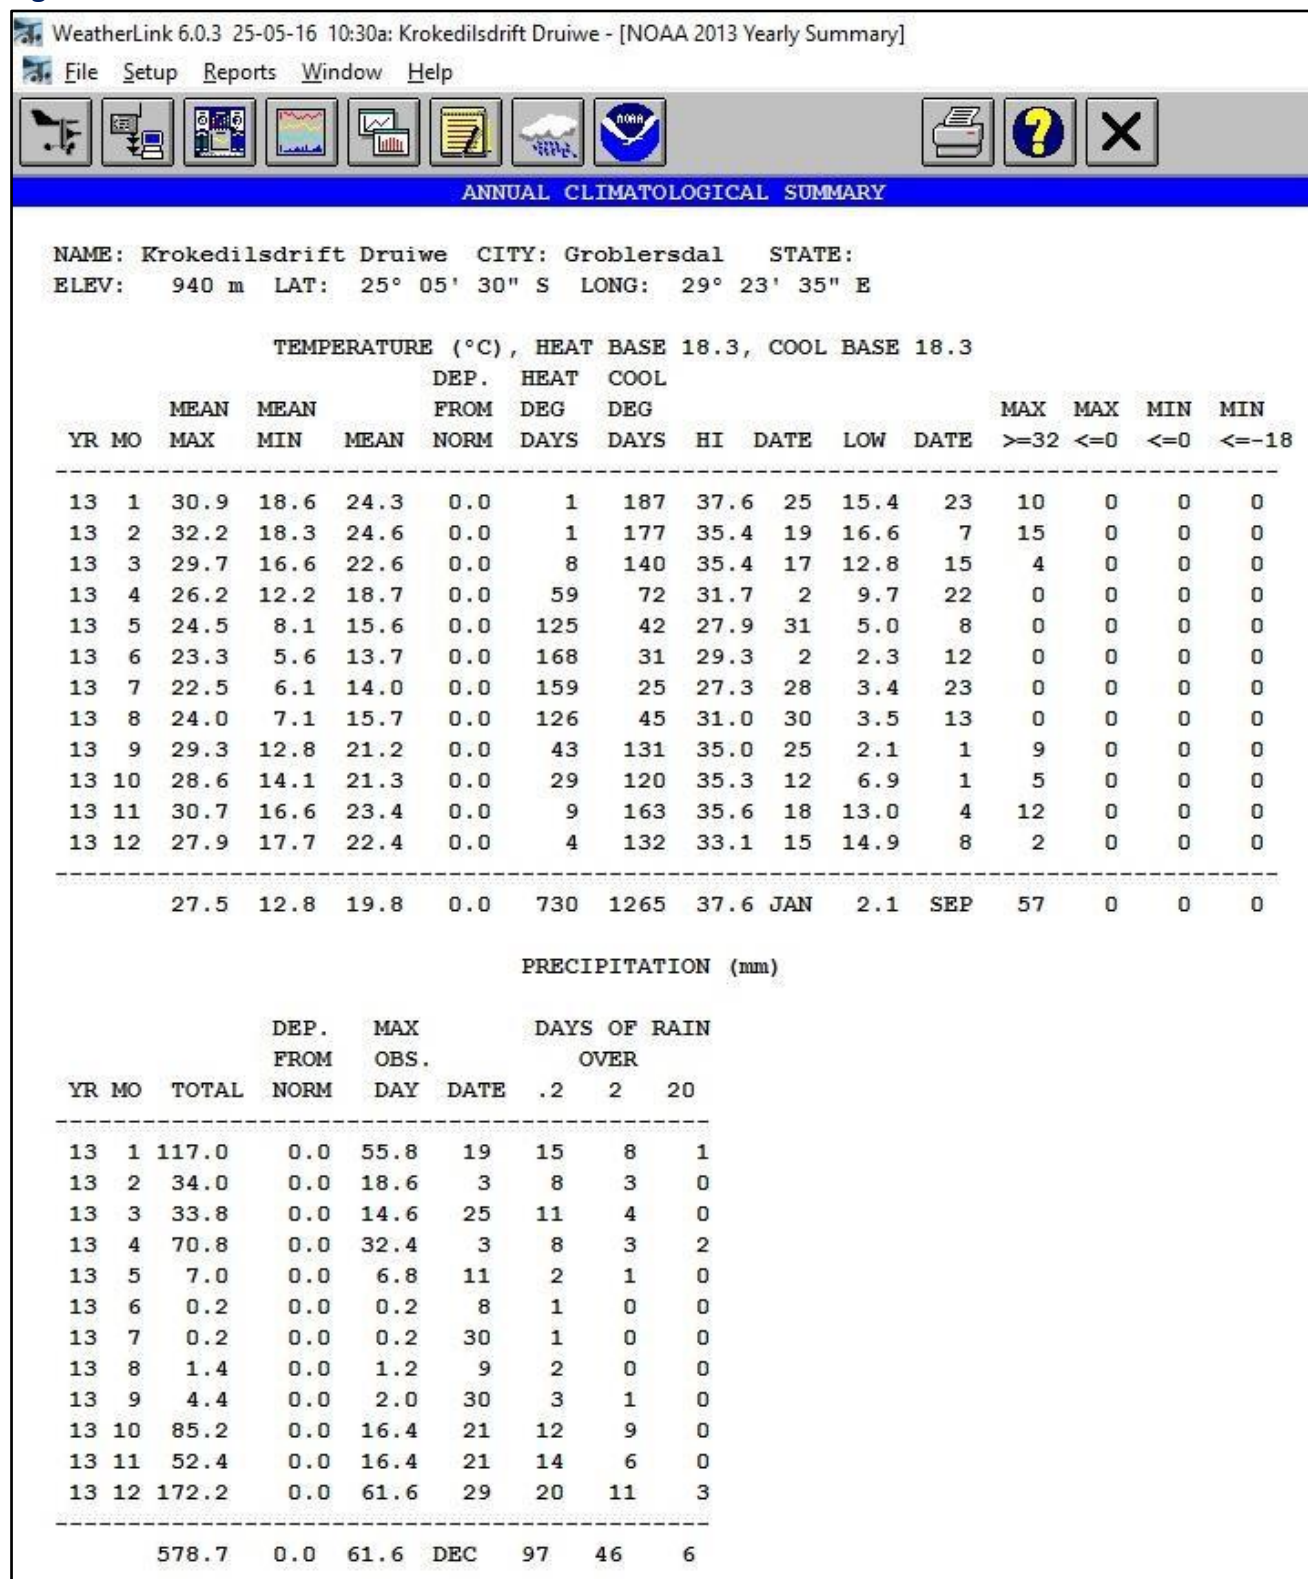 WeatherLink 6.0.3 25-05-16 10:30a: Krokedilsdrift Druiwe - [NOAA 2013 Yearly Summary]
File Setup Reports Window Help
NOAA
ANNUAL CLIMATOLOGICAL SUMMARY
NAME: Krokedilsdrift Druiwe CITY: Groblersdal STATE:
ELEV: 940 m LAT: 25° 05' 30" S LONG: 29° 23' 35" E
TEMPERATURE (°C), HEAT BASE 18.3, COOL BASE 18.3
DEP. HEAT COOL
MEAN MEAN FROM DEG DEG MAX MAX MIN MIN
YR MO MAX MIN MEAN NORM DAYS DAYS HI DATE LOW DATE >=32 <=0 <=0 <=-18
13 1 30.9 18.6 24.3 0.0 1 187 37.6 25 15.4 23 10 0 0 0
13 2 32.2 18.3 24.6 0.0 1 177 35.4 19 16.6 7 15 0 0 0
13 3 29.7 16.6 22.6 0.0 8 140 35.4 17 12.8 15 4 0 0 0
13 4 26.2 12.2 18.7 0.0 59 72 31.7 2 9.7 22 0 0 0 0
13 5 24.5 8.1 15.6 0.0 125 42 27.9 31 5.0 8 0 0 0 0
13 6 23.3 5.6 13.7 0.0 168 31 29.3 2 2.3 12 0 0 0 0
13 7 22.5 6.1 14.0 0.0 159 25 27.3 28 3.4 23 0 0 0 0
13 8 24.0 7.1 15.7 0.0 126 45 31.0 30 3.5 13 0 0 0 0
13 9 29.3 12.8 21.2 0.0 43 131 35.0 25 2.1 1 9 0 0 0
13 10 28.6 14.1 21.3 0.0 29 120 35.3 12 6.9 1 5 0 0 0
13 11 30.7 16.6 23.4 0.0 9 163 35.6 18 13.0 4 12 0 0 0
13 12 27.9 17.7 22.4 0.0 4 132 33.1 15 14.9 8 2 0 0 0
27.5 12.8 19.8 0.0 730 1265 37.6 JAN 2.1 SEP 57 0 0 0
PRECIPITATION (mm)
DEP. MAX DAYS OF RAIN
FROM OBS. OVER
YR MO TOTAL NORM DAY DATE .2 2 20
13 1 117.0 0.0 55.8 19 15 8 1
13 2 34.0 0.0 18.6 3 8 3 0
13 3 33.8 0.0 14.6 25 11 4 0
13 4 70.8 0.0 32.4 3 8 3 2
13 5 7.0 0.0 6.8 11 2 1 0
13 6 0.2 0.0 0.2 8 1 0 0
13 7 0.2 0.0 0.2 30 1 0 0
13 8 1.4 0.0 1.2 9 2 0 0
13 9 4.4 0.0 2.0 30 3 1 0
13 10 85.2 0.0 16.4 21 12 9 0
13 11 52.4 0.0 16.4 21 14 6 0
13 12 172.2 0.0 61.6 29 20 11 3
578.7 0.0 61.6 DEC 97 46 6